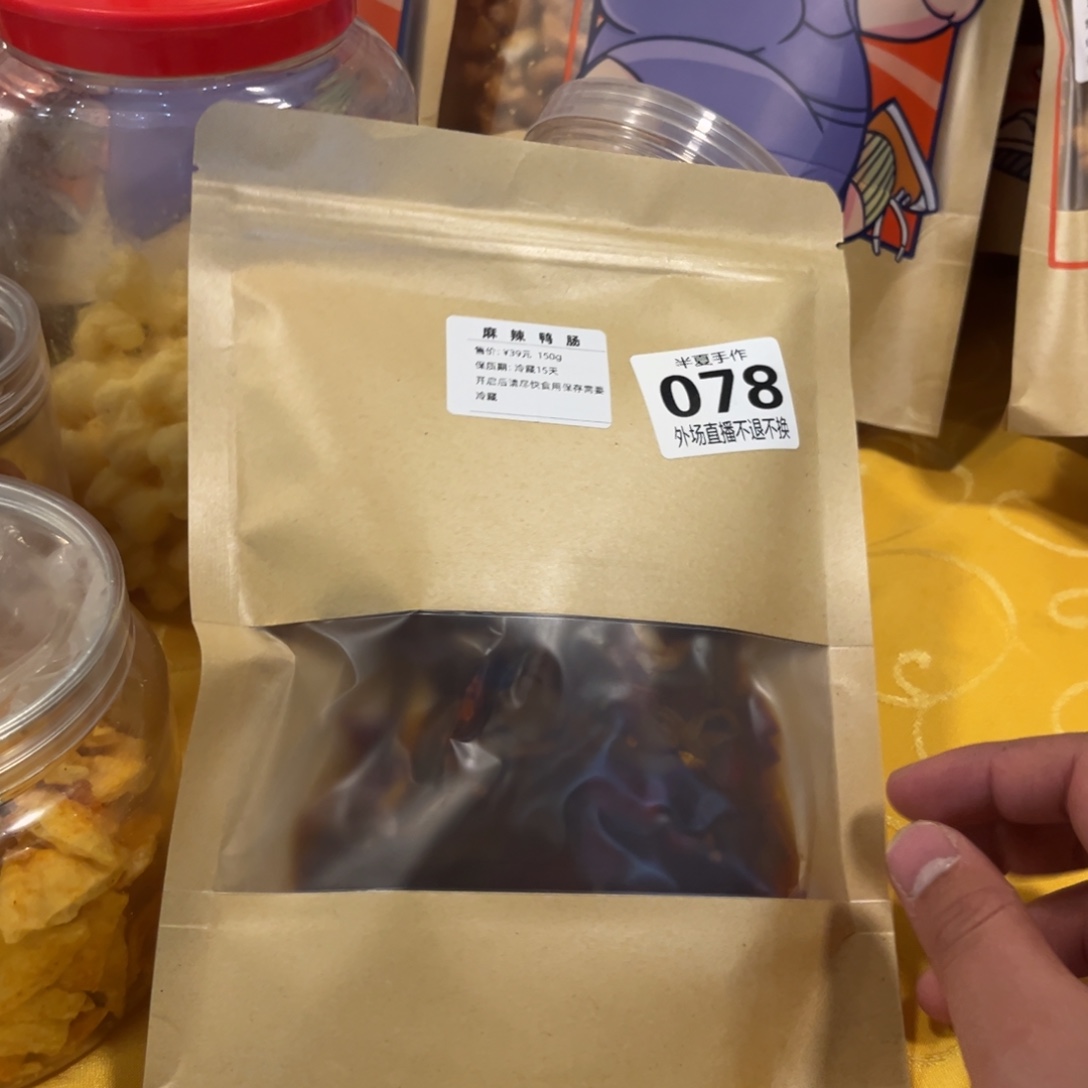 麻辣鸭肠
售价:¥39元 150g
保质期:冷藏15天
开启后请尽快食用保存需要
冷藏
半夏手作
078
外场直播不退不换